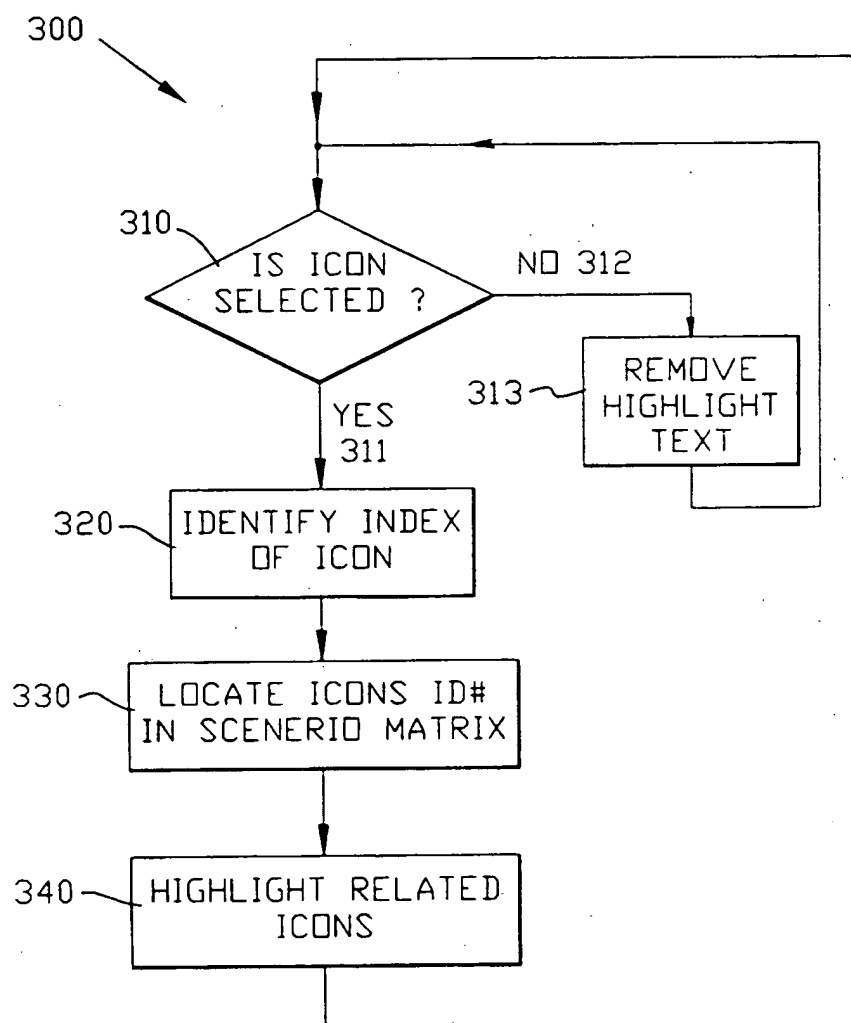 300
310
IS ICON
SELECTED ?
NO 312
313
REMOVE
HIGHLIGHT
TEXT
YES
311
320
IDENTIFY INDEX
OF ICON
330
LOCATE ICONS ID#
IN SCENERIO MATRIX
340
HIGHLIGHT RELATED
ICONS